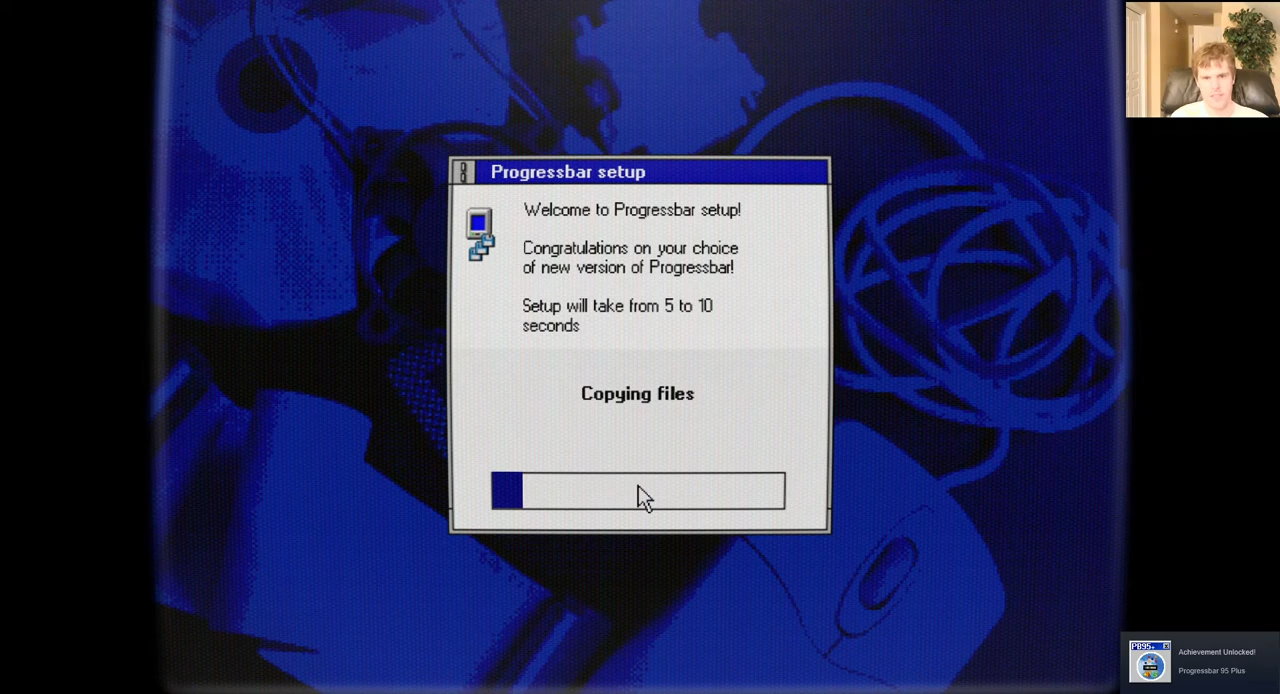 Progressbar setup
Welcome to Progressbar setup!
Congratulations on your choice
of new version of Progressbar!
Setup will take from 5 to 10
seconds
Copying files
PB95+
Achievement Unlocked!
Progressbar 95 Plus